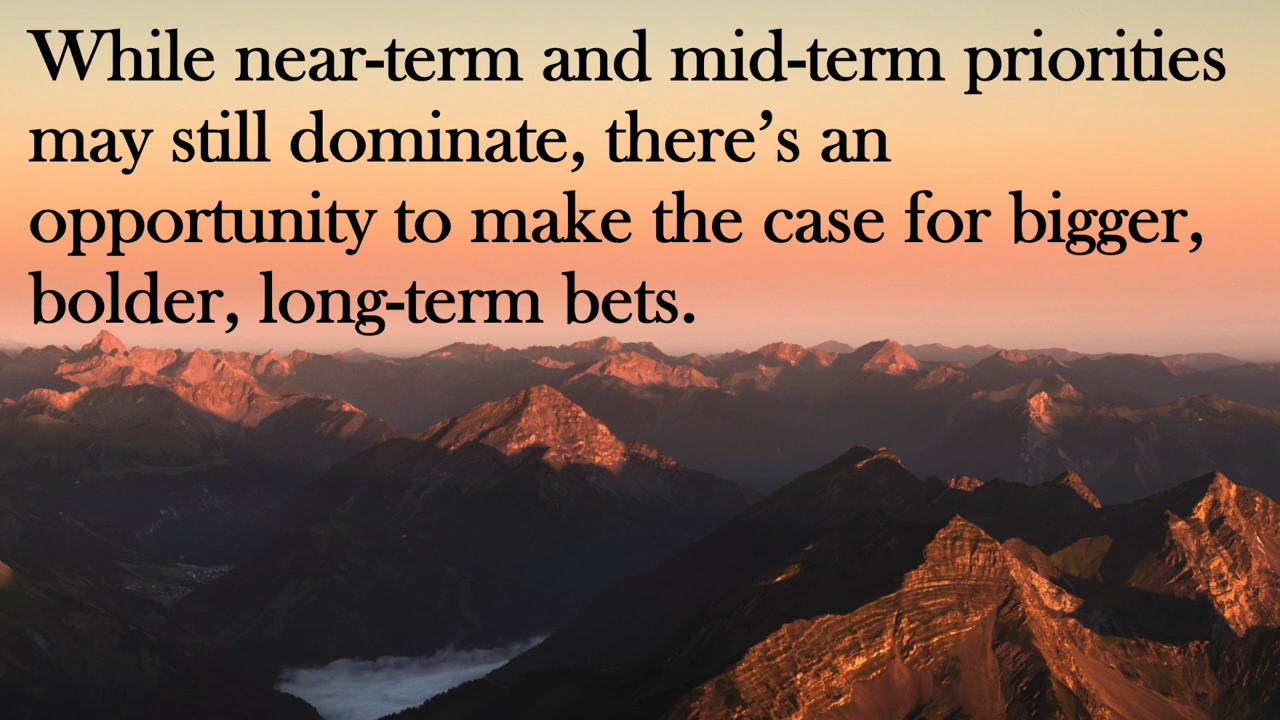 While near-term and mid-term priorities
may still dominate, there’s an
opportunity to make the case for bigger,
bolder, long-term bets.